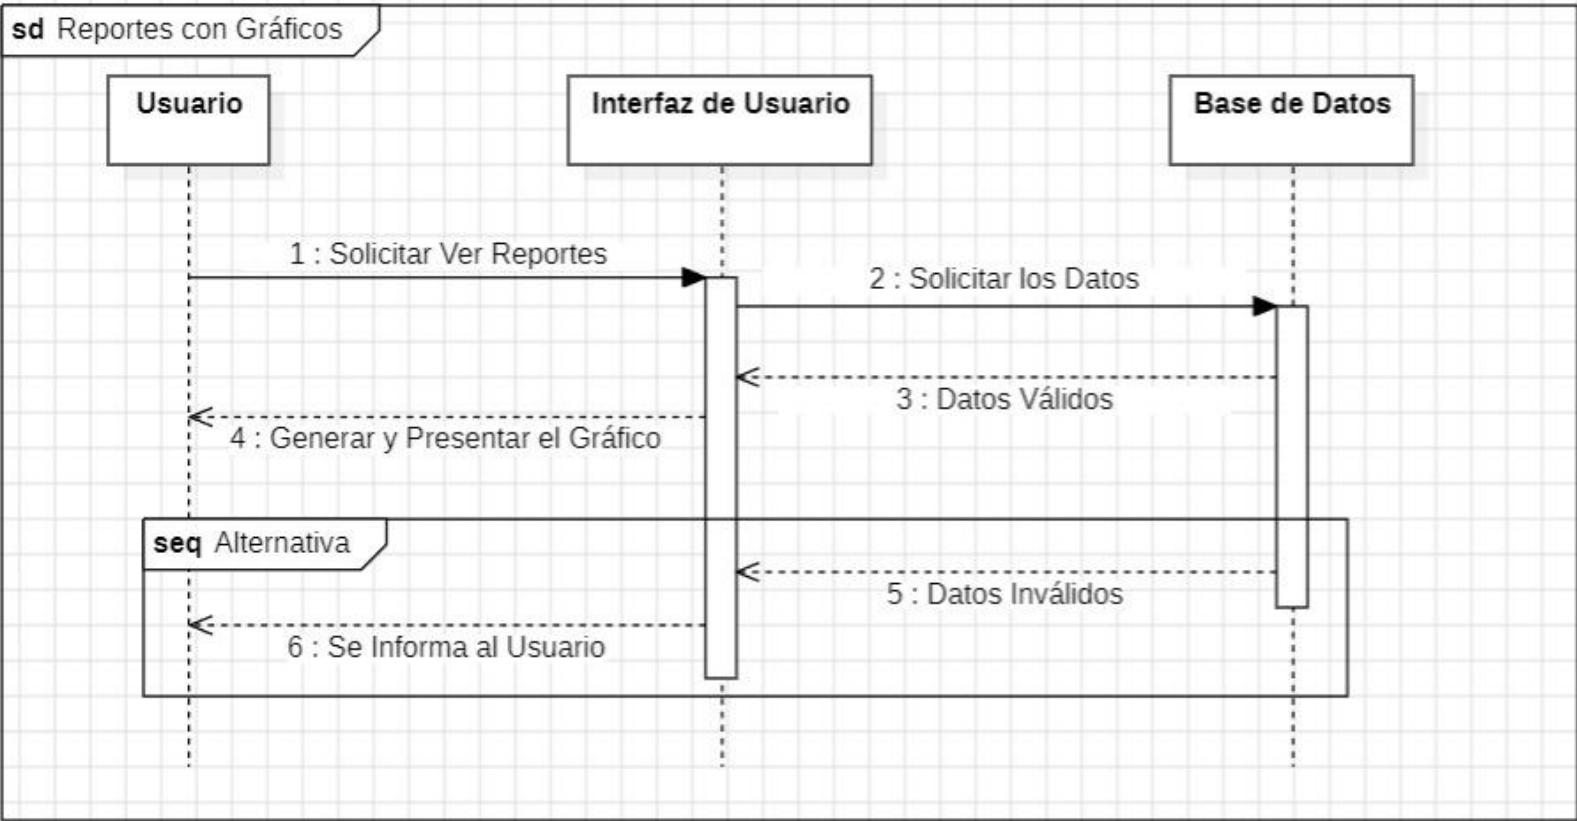 sd Reportes con Gráficos
Usuario
Interfaz de Usuario
Base de Datos
1 : Solicitar Ver Reportes
2 : Solicitar los Datos
3 : Datos Válidos
4 : Generar y Presentar el Gráfico
seq Alternativa
5 : Datos Inválidos
6 : Se Informa al Usuario